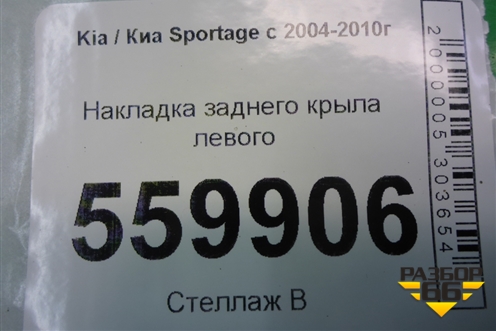 Kia / Киа Sportage с 2004-2010г
Накладка заднего крыла
левого
559906
Стеллаж В
2000005303654
РАЗБОР
66